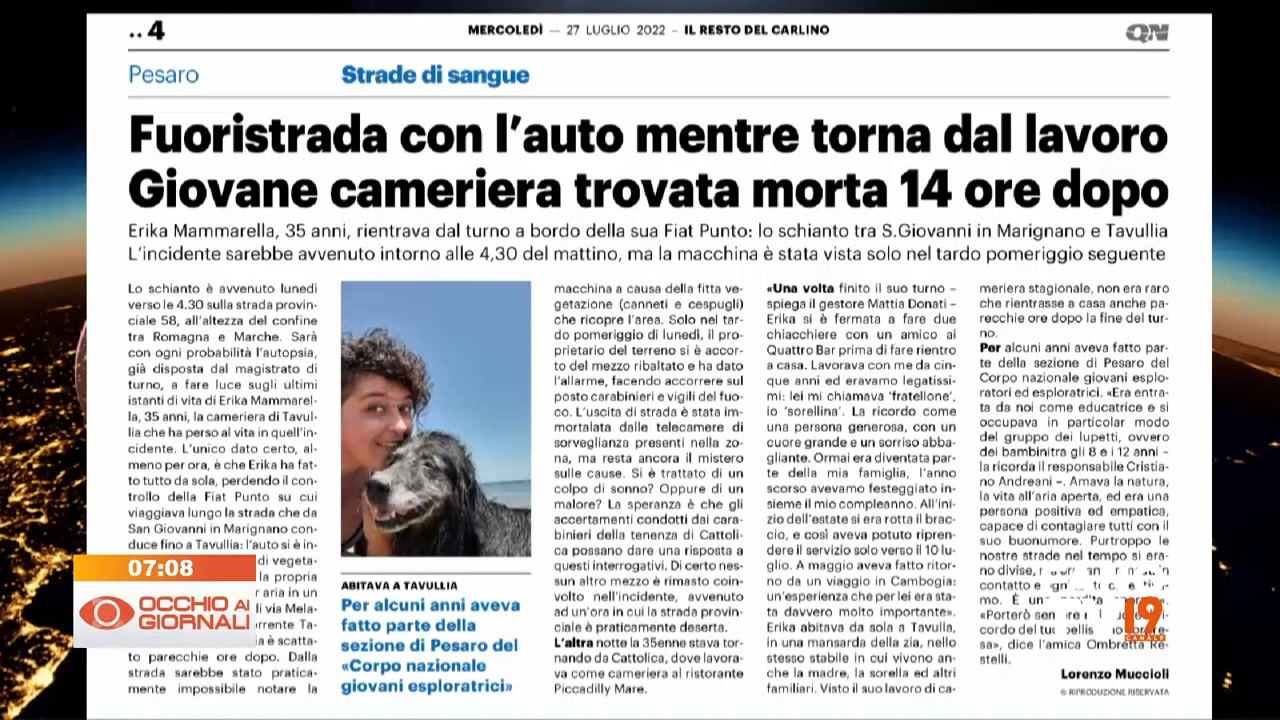 .. 4
MERCOLEDÌ — 27 LUGLIO 2022 – IL RESTO DEL CARLINO
QN
Pesaro
Strade di sangue
Fuoristrada con l'auto mentre torna dal lavoro
Giovane cameriera trovata morta 14 ore dopo
Erika Mammarella, 35 anni, rientrava dal turno a bordo della sua Fiat Punto: lo schianto tra S.Giovanni in Marignano e Tavullia
L'incidente sarebbe avvenuto intorno alle 4,30 del mattino, ma la macchina è stata vista solo nel tardo pomeriggio seguente
Lo schianto è avvenuto lunedì
verso le 4.30 sulla strada provin-
ciale 58, all'altezza del confine
tra Romagna e Marche. Sarà
con ogni probabilità l'autopsia,
già disposta dal magistrato di
turno, a fare luce sugli ultimi
istanti di vita di Erika Mammarel-
la, 35 anni, la cameriera di Tavul-
lia che ha perso al vita in quell'in-
cidente. L'unico dato certo, al-
meno per ora, è che Erika ha fat-
to tutto da sola, perdendo il con-
trollo della Fiat Punto su cui
viaggiava lungo la strada che da
San Giovanni in Marignano con-
duce fino a Tavullia: l'auto si è in-
di vegeta-
la propria
r aria in un
di via Mela-
orrente Ta-
ia è scatta-
to parecchie ore dopo. Dalla
strada sarebbe stato pratica-
mente impossibile notare la
07:08
OCCHIO AI
GIORNALI
ABITAVA A TAVULLIA
Per alcuni anni aveva
fatto parte della
sezione di Pesaro del
«Corpo nazionale
giovani esploratrici»
macchina a causa della fitta ve-
getazione (canneti e cespugli)
che ricopre l'area. Solo nel tar-
do pomeriggio di lunedì, il pro-
prietario del terreno si è accor-
to del mezzo ribaltato e ha dato
l'allarme, facendo accorrere sul
posto carabinieri e vigili del fuo-
co. L'uscita di strada è stata im-
mortalata dalle telecamere di
sorveglianza presenti nella zo-
na, ma resta ancora il mistero
sulle cause. Si è trattato di un
colpo di sonno? Oppure di un
malore? La speranza è che gli
accertamenti condotti dai cara-
binieri della tenenza di Cattoli-
ca possano dare una risposta a
questi interrogativi. Di certo nes-
sun altro mezzo è rimasto coin-
volto nell'incidente, avvenuto
ad un'ora in cui la strada provin-
ciale è praticamente deserta.
L'altra notte la 35enne stava tor-
nando da Cattolica, dove lavora-
va come cameriera al ristorante
Piccadilly Mare.
«Una volta finito il suo turno –
spiega il gestore Mattia Donati –
Erika si è fermata a fare due
chiacchiere con un amico al
Quattro Bar prima di fare rientro
a casa. Lavorava con me da cin-
que anni ed eravamo legatissi-
mi: lei mi chiamava 'fratellone',
io 'sorellina'. La ricordo come
una persona generosa, con un
cuore grande e un sorriso abba-
gliante. Ormai era diventata par-
te della mia famiglia, l'anno
scorso avevamo festeggiato in-
sieme il mio compleanno. All'ini-
zio dell'estate si era rotta il brac-
cio, e così aveva potuto ripren-
dere il servizio solo verso il 10 lu-
glio. A maggio aveva fatto ritor-
no da un viaggio in Cambogia:
un'esperienza che per lei era sta-
ta davvero molto importante».
Erika abitava da sola a Tavulla,
in una mansarda della zio, nello
stesso stabile in cui vivono an-
che la madre, la sorella ed altri
familiari. Visto il suo lavoro di ca-
meriera stagionale, non era raro
che rientrasse a casa anche pa-
recchie ore dopo la fine del tur-
no.
Per alcuni anni aveva fatto par-
te della sezione di Pesaro del
Corpo nazionale giovani esplo-
ratori ed esploratrici. «Era entra-
ta da noi come educatrice e si
occupava in particolar modo
del gruppo dei lupetti, ovvero
dei bambinitra gli 8 e i 12 anni –
la ricorda il responsabile Cristia-
no Andreani –. Amava la natura,
la vita all'aria aperta, ed era una
persona positiva ed empatica,
capace di contagiare tutti con il
suo buonumore. Purtroppo le
nostre strade nel tempo si era-
no divise,
contatto e
mo. È un
«Porterò
cordo del
sa», dice l'amica Ombretta Re-
stelli.
Lorenzo Muccioli
© RIPRODUZIONE RISERVATA
19
CANALE